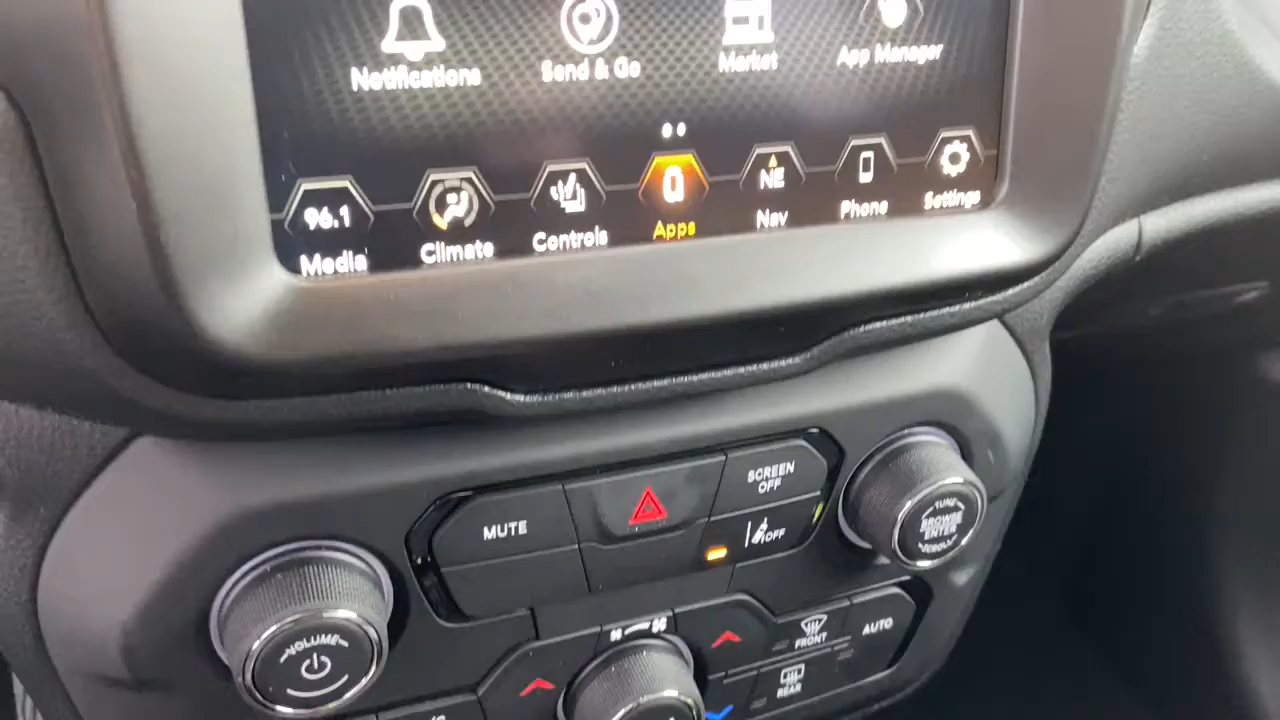 Notifications
Send & Go
Market
App Manager
96.1
Media
Climate
Controls
Apps
NE
Nav
Phone
Settings
SCREEN
OFF
MUTE
OFF
TUNE
BROWSE
ENTER
SCROLL
VOLUME
FRONT
AUTO
REAR